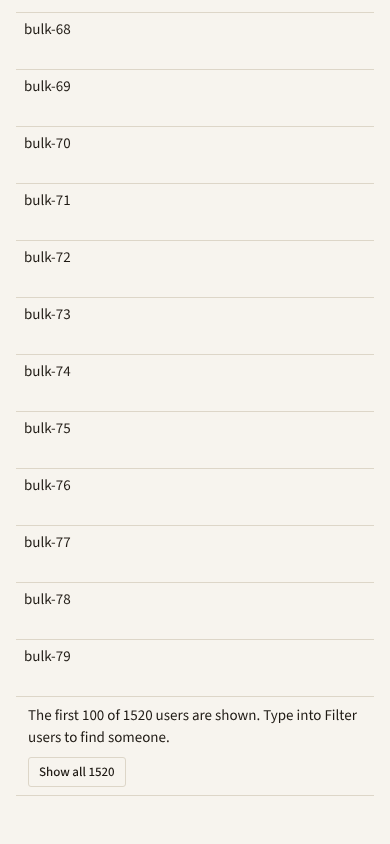 bulk-68
bulk-69
bulk-70
bulk-71
bulk-72
bulk-73
bulk-74
bulk-75
bulk-76
bulk-77
bulk-78
bulk-79
The first 100 of 1520 users are shown. Type into Filter
users to find someone.
Show all 1520